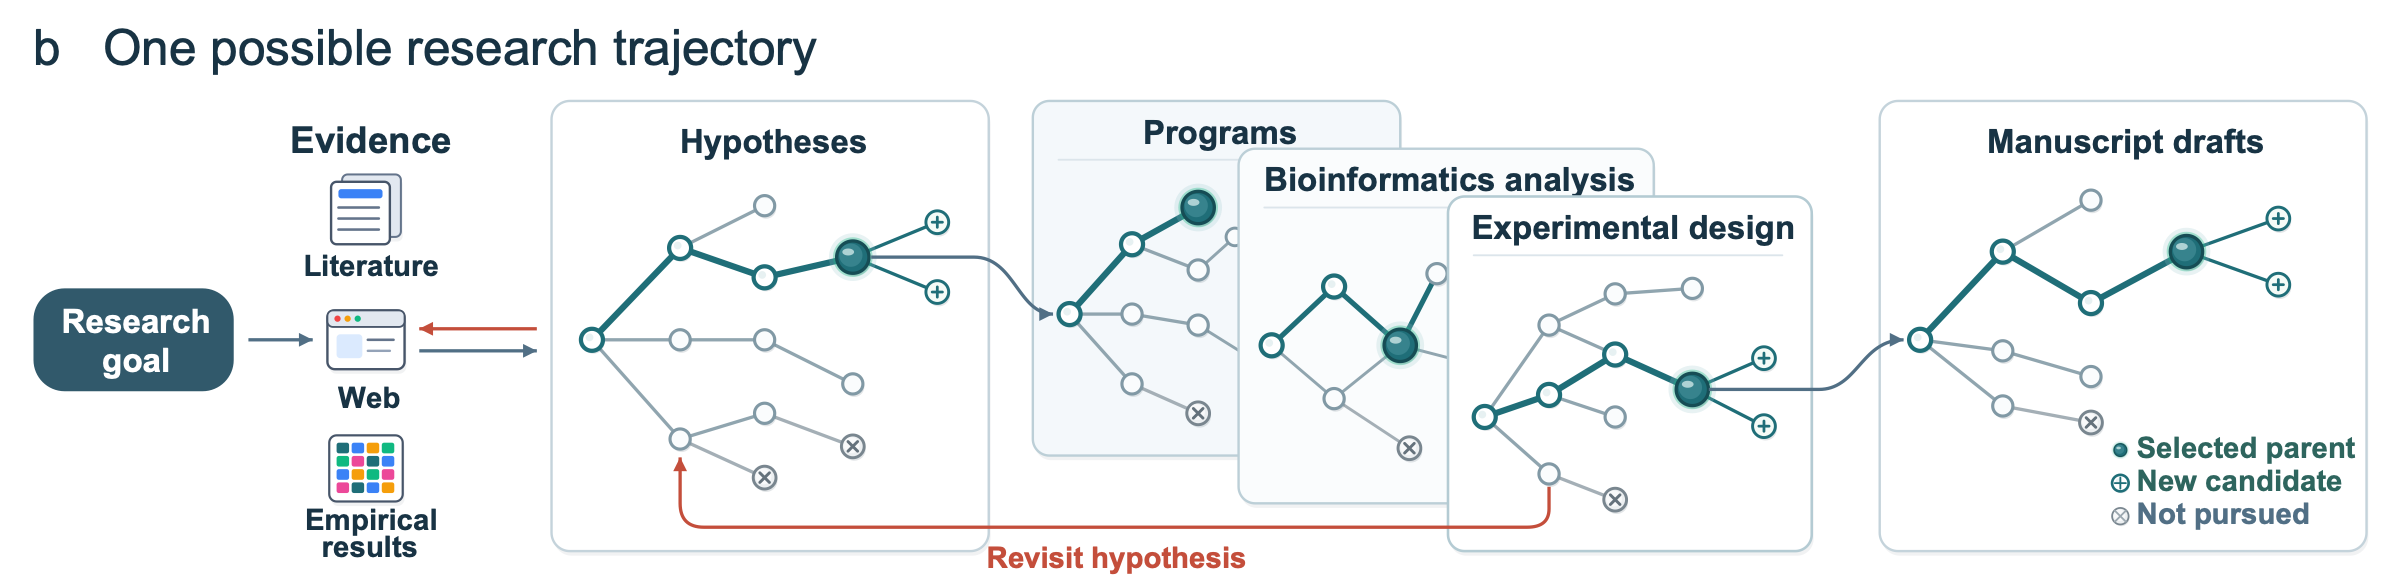 b One possible research trajectory
Research
goal
Evidence
Literature
Web
Empirical
results
Hypotheses
Programs
Bioinformatics analysis
Experimental design
Revisit hypothesis
Manuscript drafts
Selected parent
New candidate
Not pursued